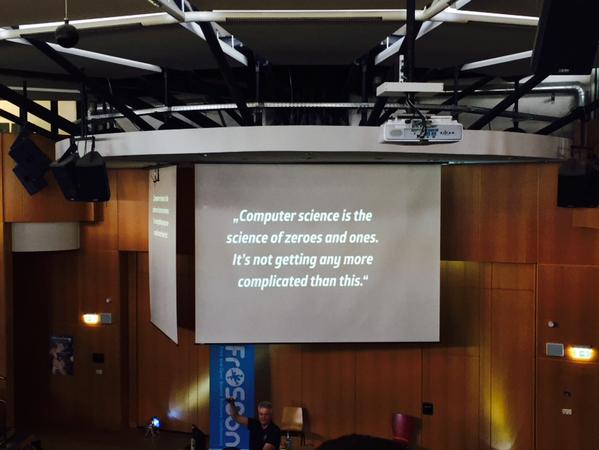 „Computer science is the
science of zeroes and ones.
It's not getting any more
complicated than this.“
FrOSCon